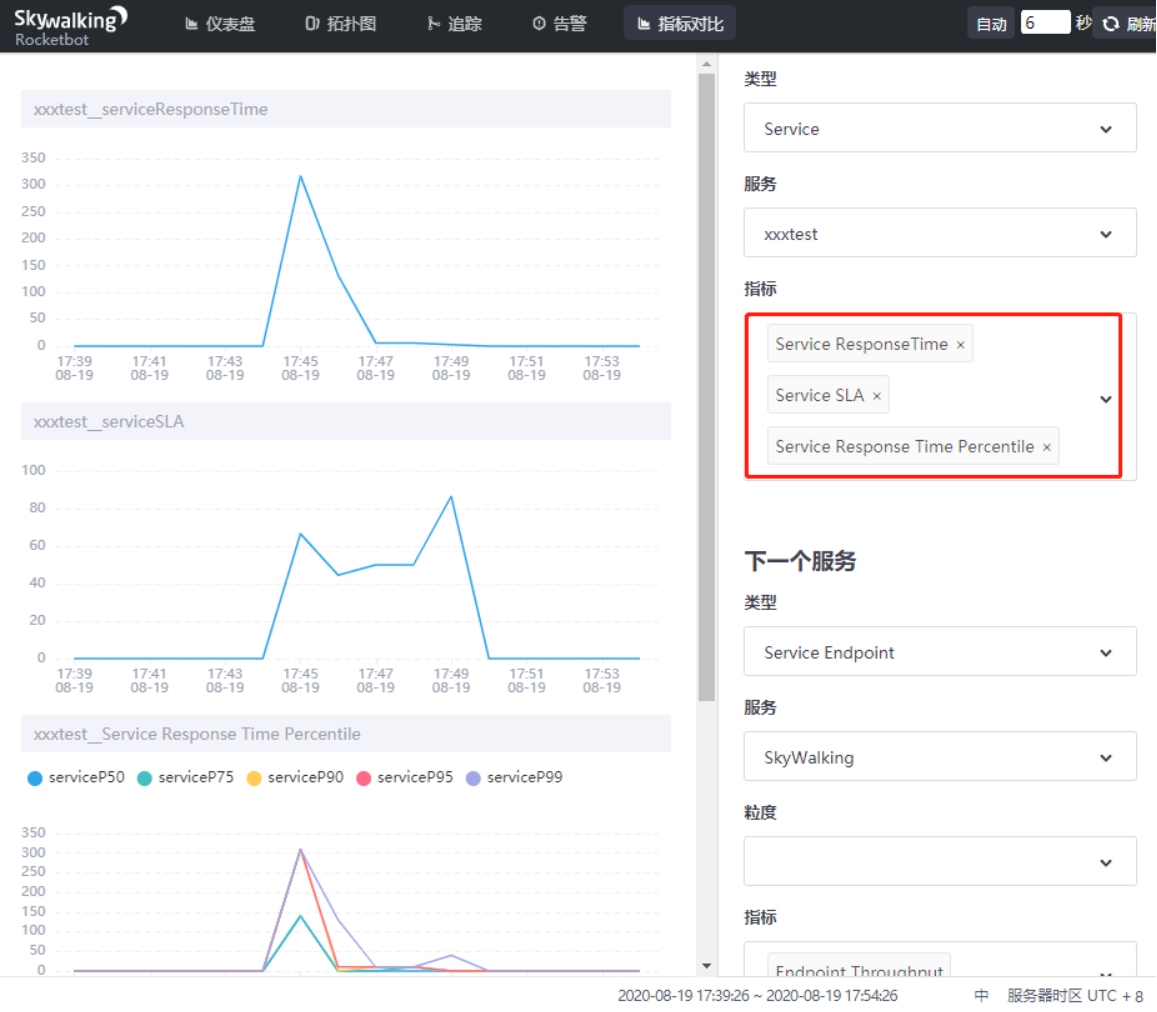 Skywalking
Rocketbot
仪表盘
拓扑图
追踪
告警
指标对比
自动
6
秒
刷新
xxxtest__serviceResponseTime
350
300
250
200
150
100
50
0
17:39 17:41 17:43 17:45 17:47 17:49 17:51 17:53
08-19 08-19 08-19 08-19 08-19 08-19 08-19 08-19
xxxtest__serviceSLA
100
80
60
40
20
0
17:39 17:41 17:43 17:45 17:47 17:49 17:51 17:53
08-19 08-19 08-19 08-19 08-19 08-19 08-19 08-19
xxxtest__Service Response Time Percentile
serviceP50 serviceP75 serviceP90 serviceP95 serviceP99
350
300
250
200
150
100
50
0
类型
Service
服务
xxxtest
指标
Service ResponseTime ×
Service SLA ×
Service Response Time Percentile ×
下一个服务
类型
Service Endpoint
服务
SkyWalking
粒度
指标
Endpoint Throughput
2020-08-19 17:39:26 ~ 2020-08-19 17:54:26
中
服务器时区 UTC + 8